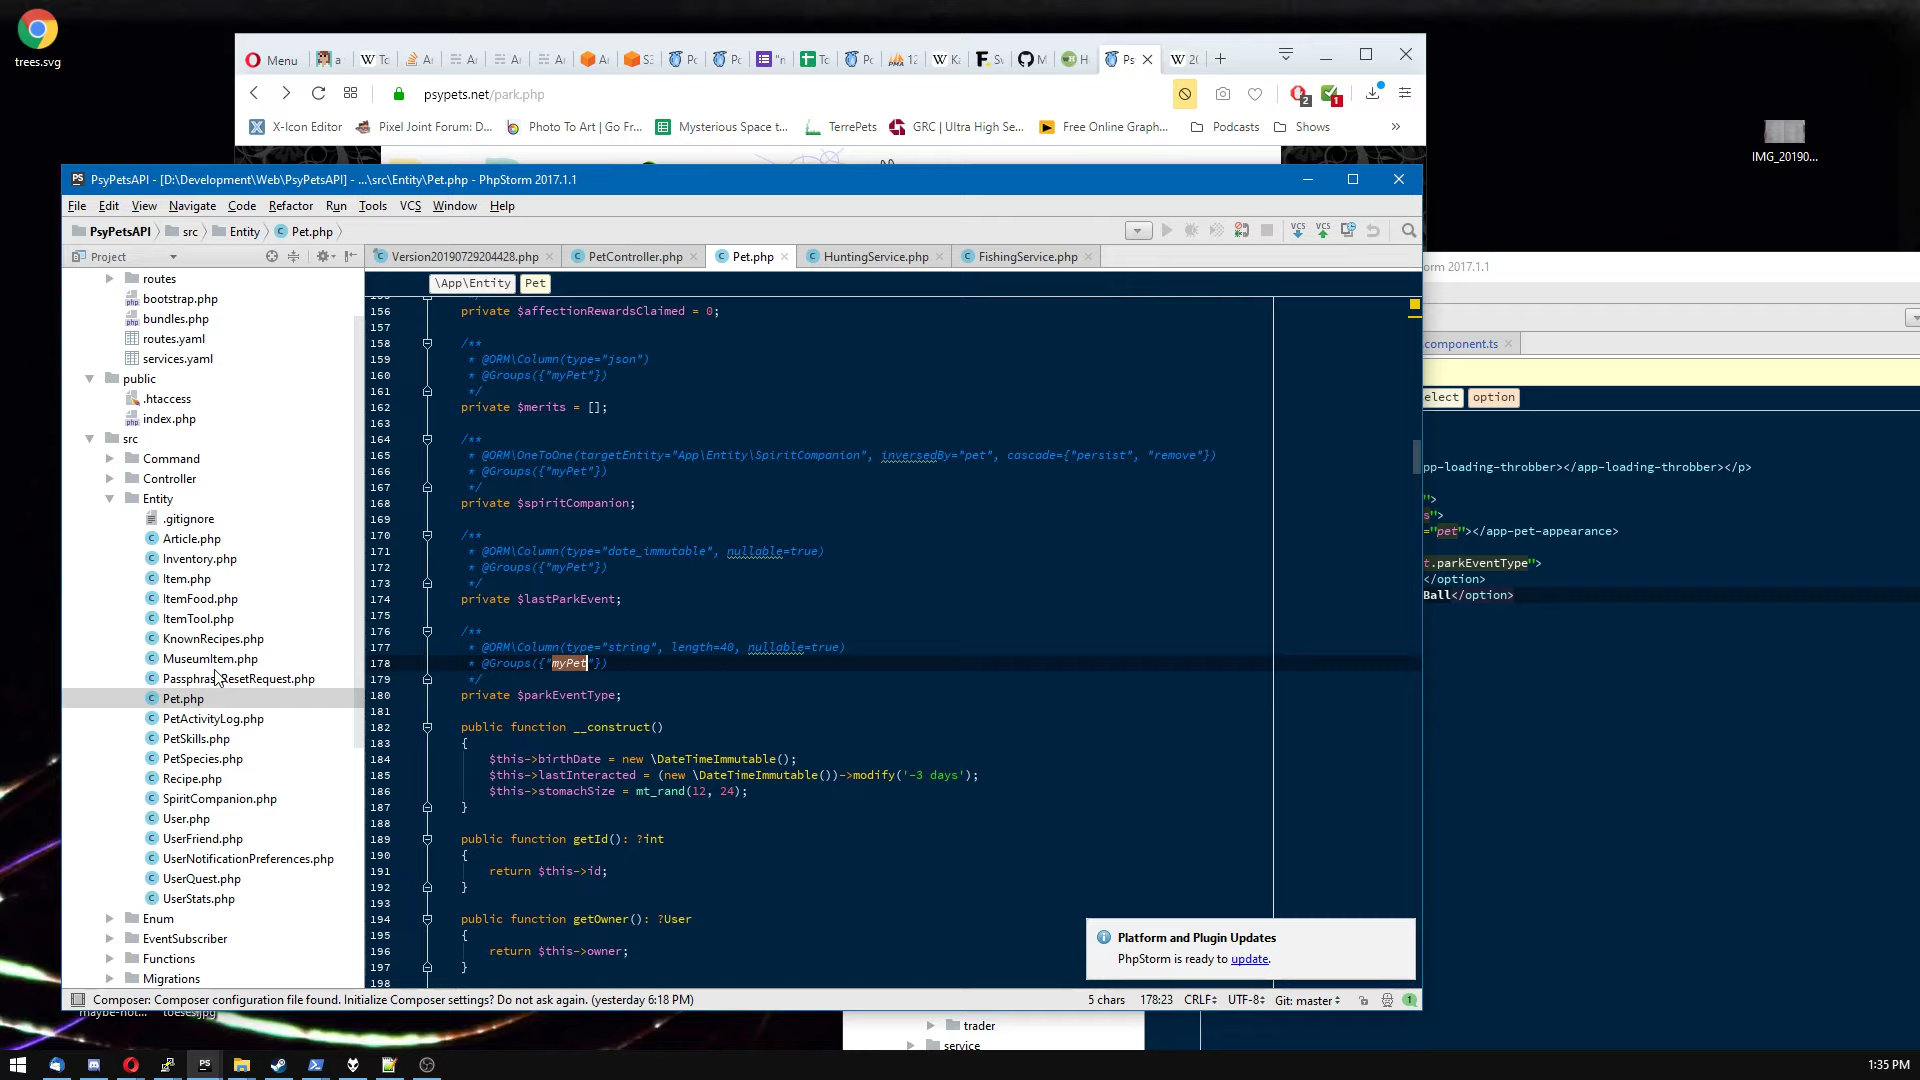 trees.svg
Menu
psypets.net/park.php
2
1
X-Icon Editor
Pixel Joint Forum: D...
Photo To Art | Go Fr...
Mysterious Space t...
TerrePets
GRC | Ultra High Se...
Free Online Graph...
Podcasts
Shows
»
IMG_20190...
PsyPetsAPI - [D:\Development\Web\PsyPetsAPI] - ...\src\Entity\Pet.php - PhpStorm 2017.1.1
File Edit View Navigate Code Refactor Run Tools VCS Window Help
PsyPetsAPI
src
Entity
Pet.php
Project
Version20190729204428.php
PetController.php
Pet.php
HuntingService.php
FishingService.php
\App\Entity
Pet
routes
bootstrap.php
bundles.php
routes.yaml
services.yaml
public
.htaccess
index.php
src
Command
Controller
Entity
.gitignore
Article.php
Inventory.php
Item.php
ItemFood.php
ItemTool.php
KnownRecipes.php
MuseumItem.php
Pet.php
PetActivityLog.php
PetSkills.php
PetSpecies.php
Recipe.php
SpiritCompanion.php
User.php
UserFriend.php
UserNotificationPreferences.php
UserQuest.php
UserStats.php
Enum
EventSubscriber
Functions
Migrations
156 private $affectionRewardsClaimed = 0;
157
158 /**
159 * @ORM\Column(type="json")
160 * @Groups({"myPet"})
161 */
162 private $merits = [];
163
164 /**
165 * @ORM\OneToOne(targetEntity="App\Entity\SpiritCompanion", inversedBy="pet", cascade={"persist", "remove"})
166 * @Groups({"myPet"})
167 */
168 private $spiritCompanion;
169
170 /**
171 * @ORM\Column(type="date_immutable", nullable=true)
172 * @Groups({"myPet"})
173 */
174 private $lastParkEvent;
175
176 /**
177 * @ORM\Column(type="string", length=40, nullable=true)
178 * @Groups({"myPet"})
179 */
180 private $parkEventType;
181
182 public function __construct()
183 {
184 $this->birthDate = new \DateTimeImmutable();
185 $this->lastInteracted = (new \DateTimeImmutable())->modify('-3 days');
186 $this->stomachSize = mt_rand(12, 24);
187 }
188
189 public function getId(): ?int
190 {
191 return $this->id;
192 }
193
194 public function getOwner(): ?User
195 {
196 return $this->owner;
197 }
198
Platform and Plugin Updates
PhpStorm is ready to update.
Composer: Composer configuration file found. Initialize Composer settings? Do not ask again. (yesterday 6:18 PM)
5 chars 178:23 CRLF UTF-8 Git: master
1
storm 2017.1.1
component.ts
elect
option
pp-loading-throbber></app-loading-throbber></p>
">
s">
="pet"></app-pet-appearance>
t.parkEventType">
</option>
Ball</option>
trader
service
1:35 PM